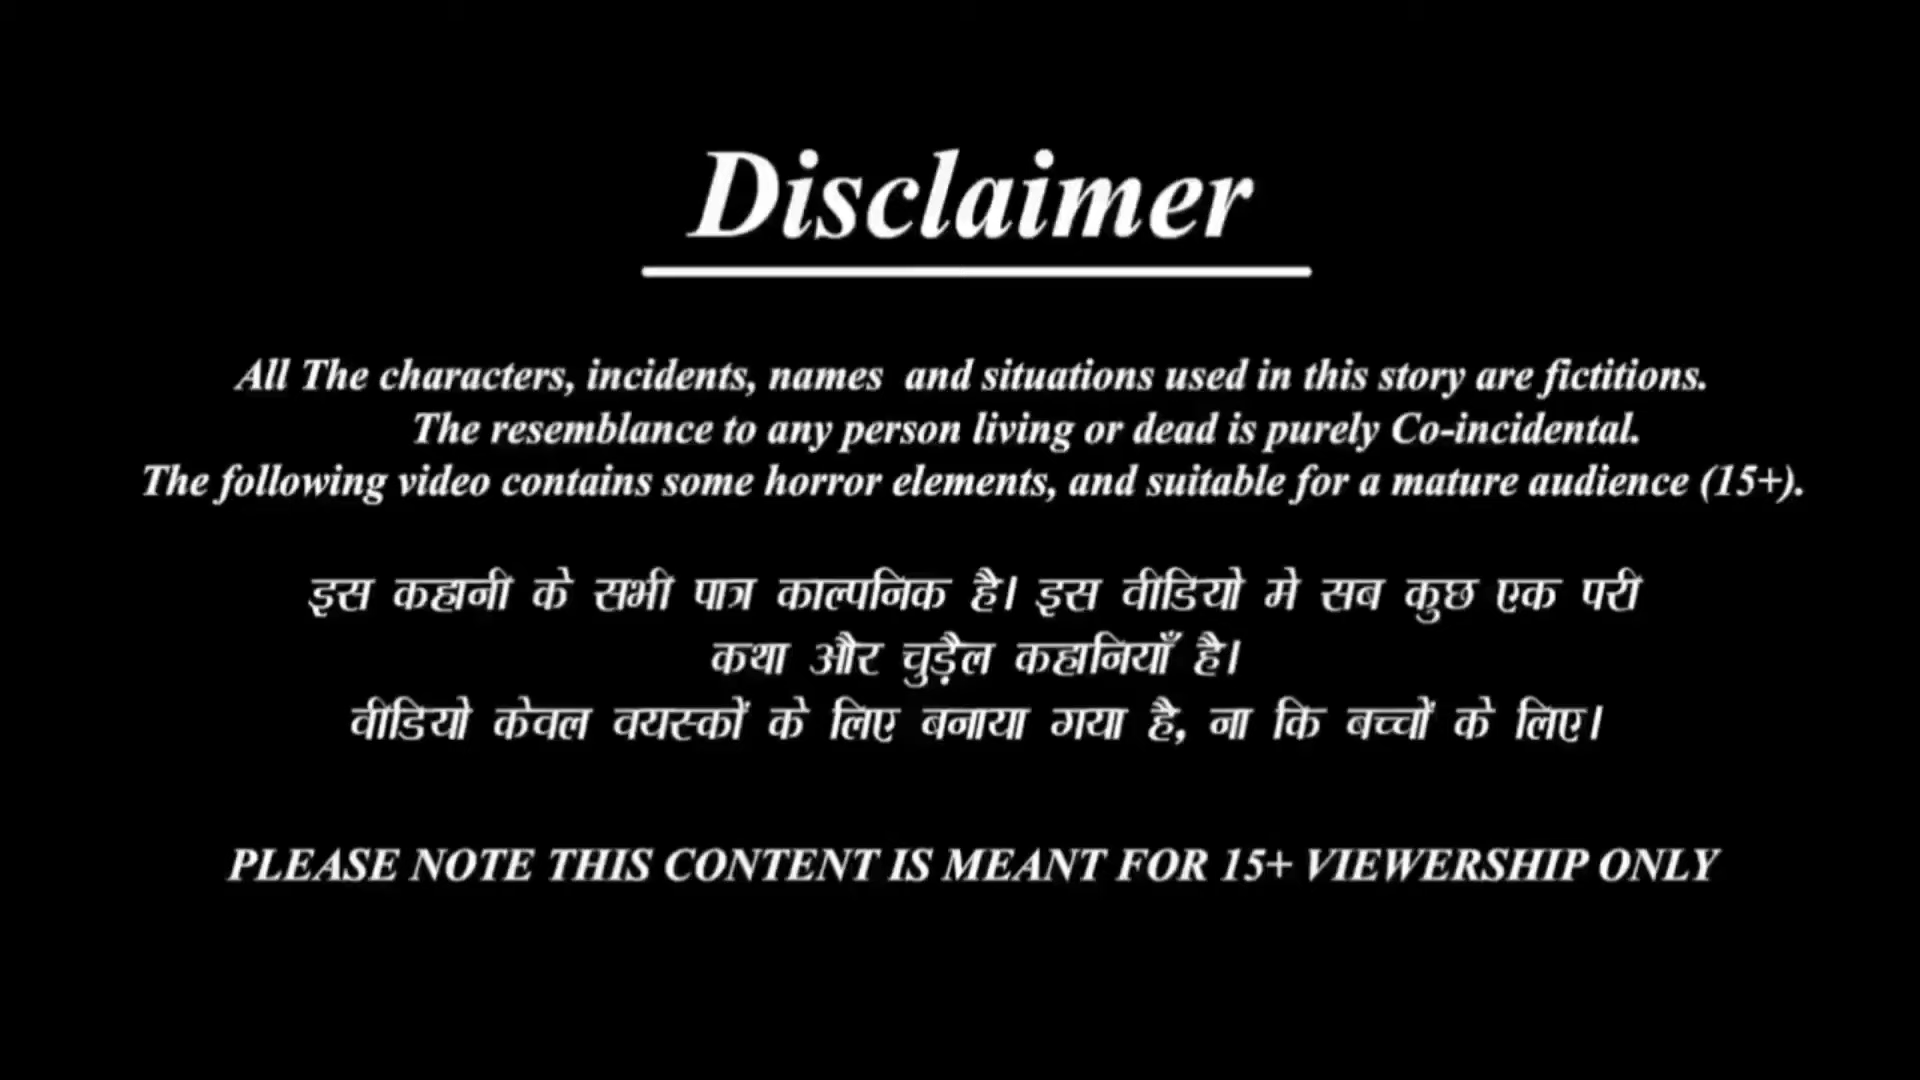 Disclaimer
All The characters, incidents, names and situations used in this story are fictitions.
The resemblance to any person living or dead is purely Co-incidental.
The following video contains some horror elements, and suitable for a mature audience (15+).
इस कहानी के सभी पात्र काल्पनिक है। इस वीडियो मे सब कुछ एक परी
कथा और चुड़ैल कहानियाँ है।
वीडियो केवल वयस्कों के लिए बनाया गया है, ना कि बच्चों के लिए।
PLEASE NOTE THIS CONTENT IS MEANT FOR 15+ VIEWERSHIP ONLY